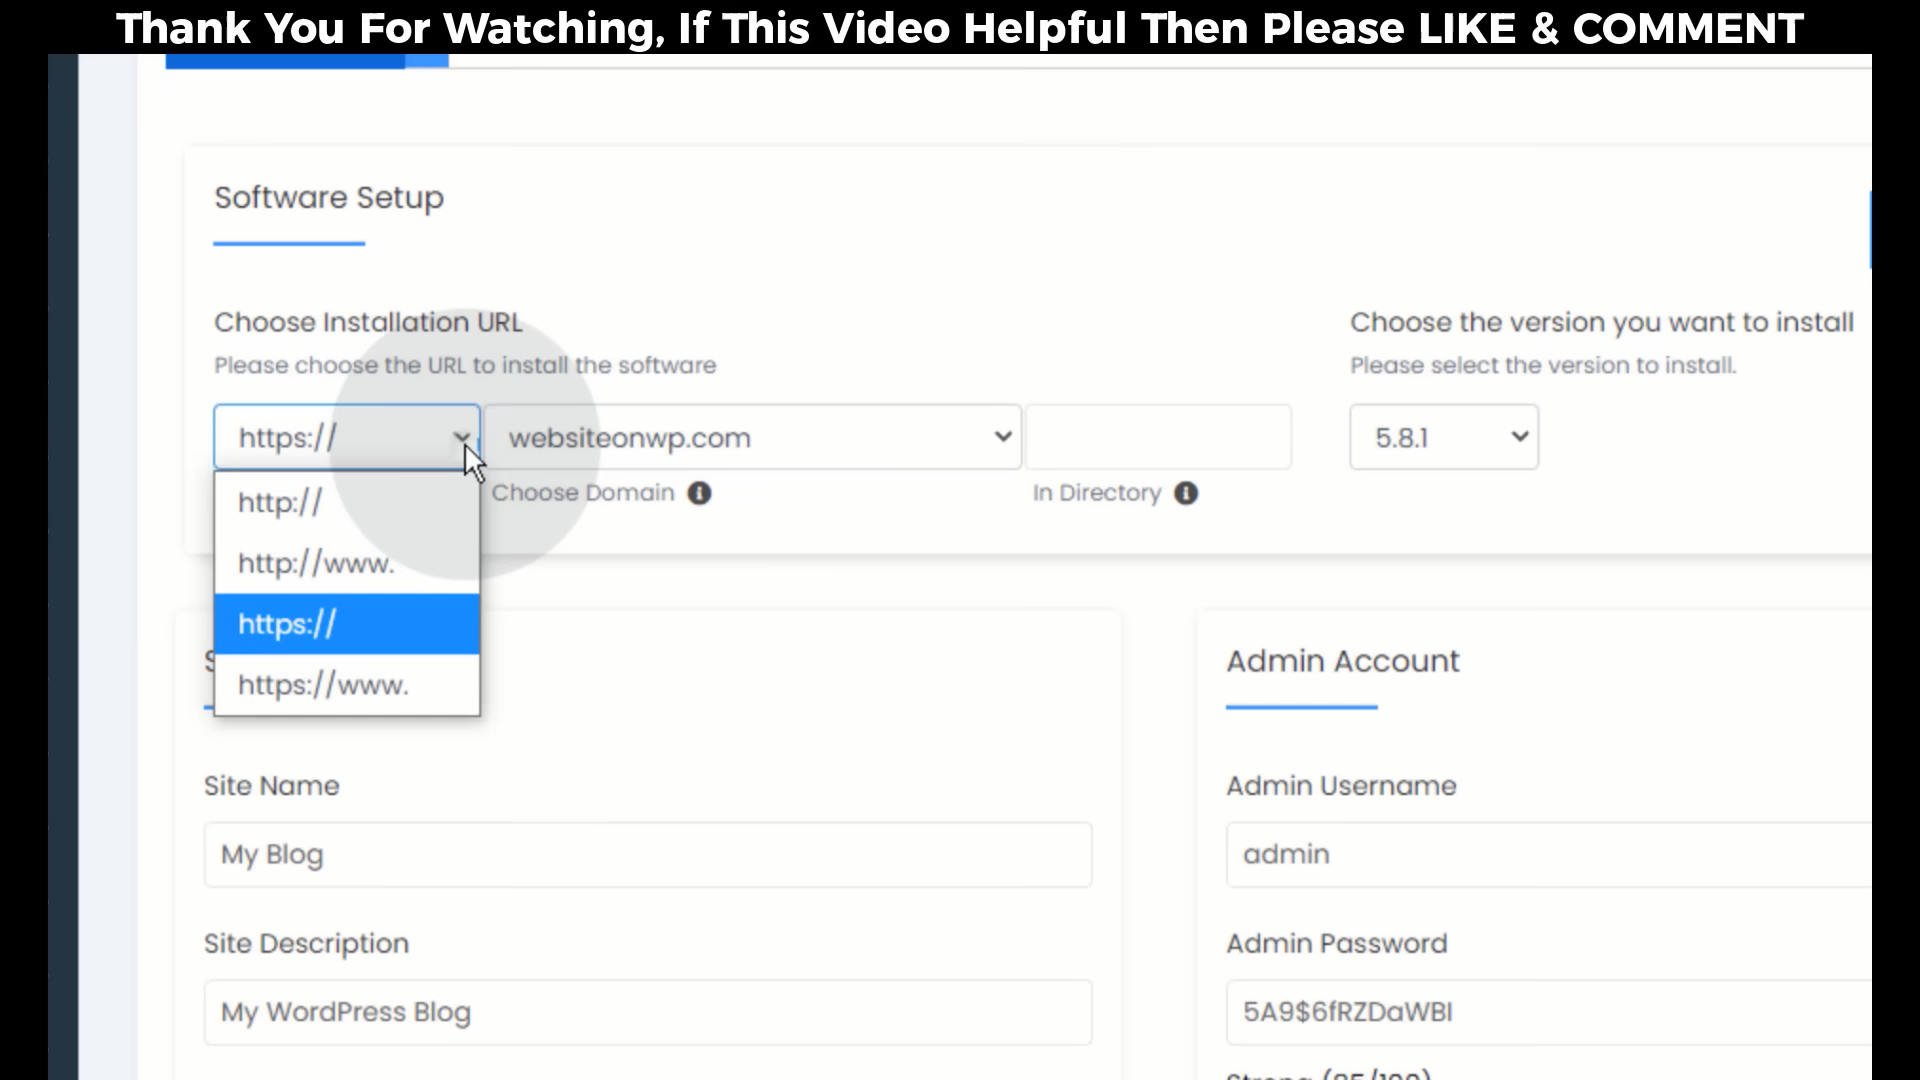 Thank You For Watching, If This Video Helpful Then Please LIKE & COMMENT
Software Setup
Choose Installation URL
Please choose the URL to install the software
https://
websiteonwp.com
Choose Domain
In Directory
Choose the version you want to install
Please select the version to install.
5.8.1
http://
http://www.
https://
https://www.
Site Name
My Blog
Site Description
My WordPress Blog
Admin Account
Admin Username
admin
Admin Password
5A9$6fRZDaWBI